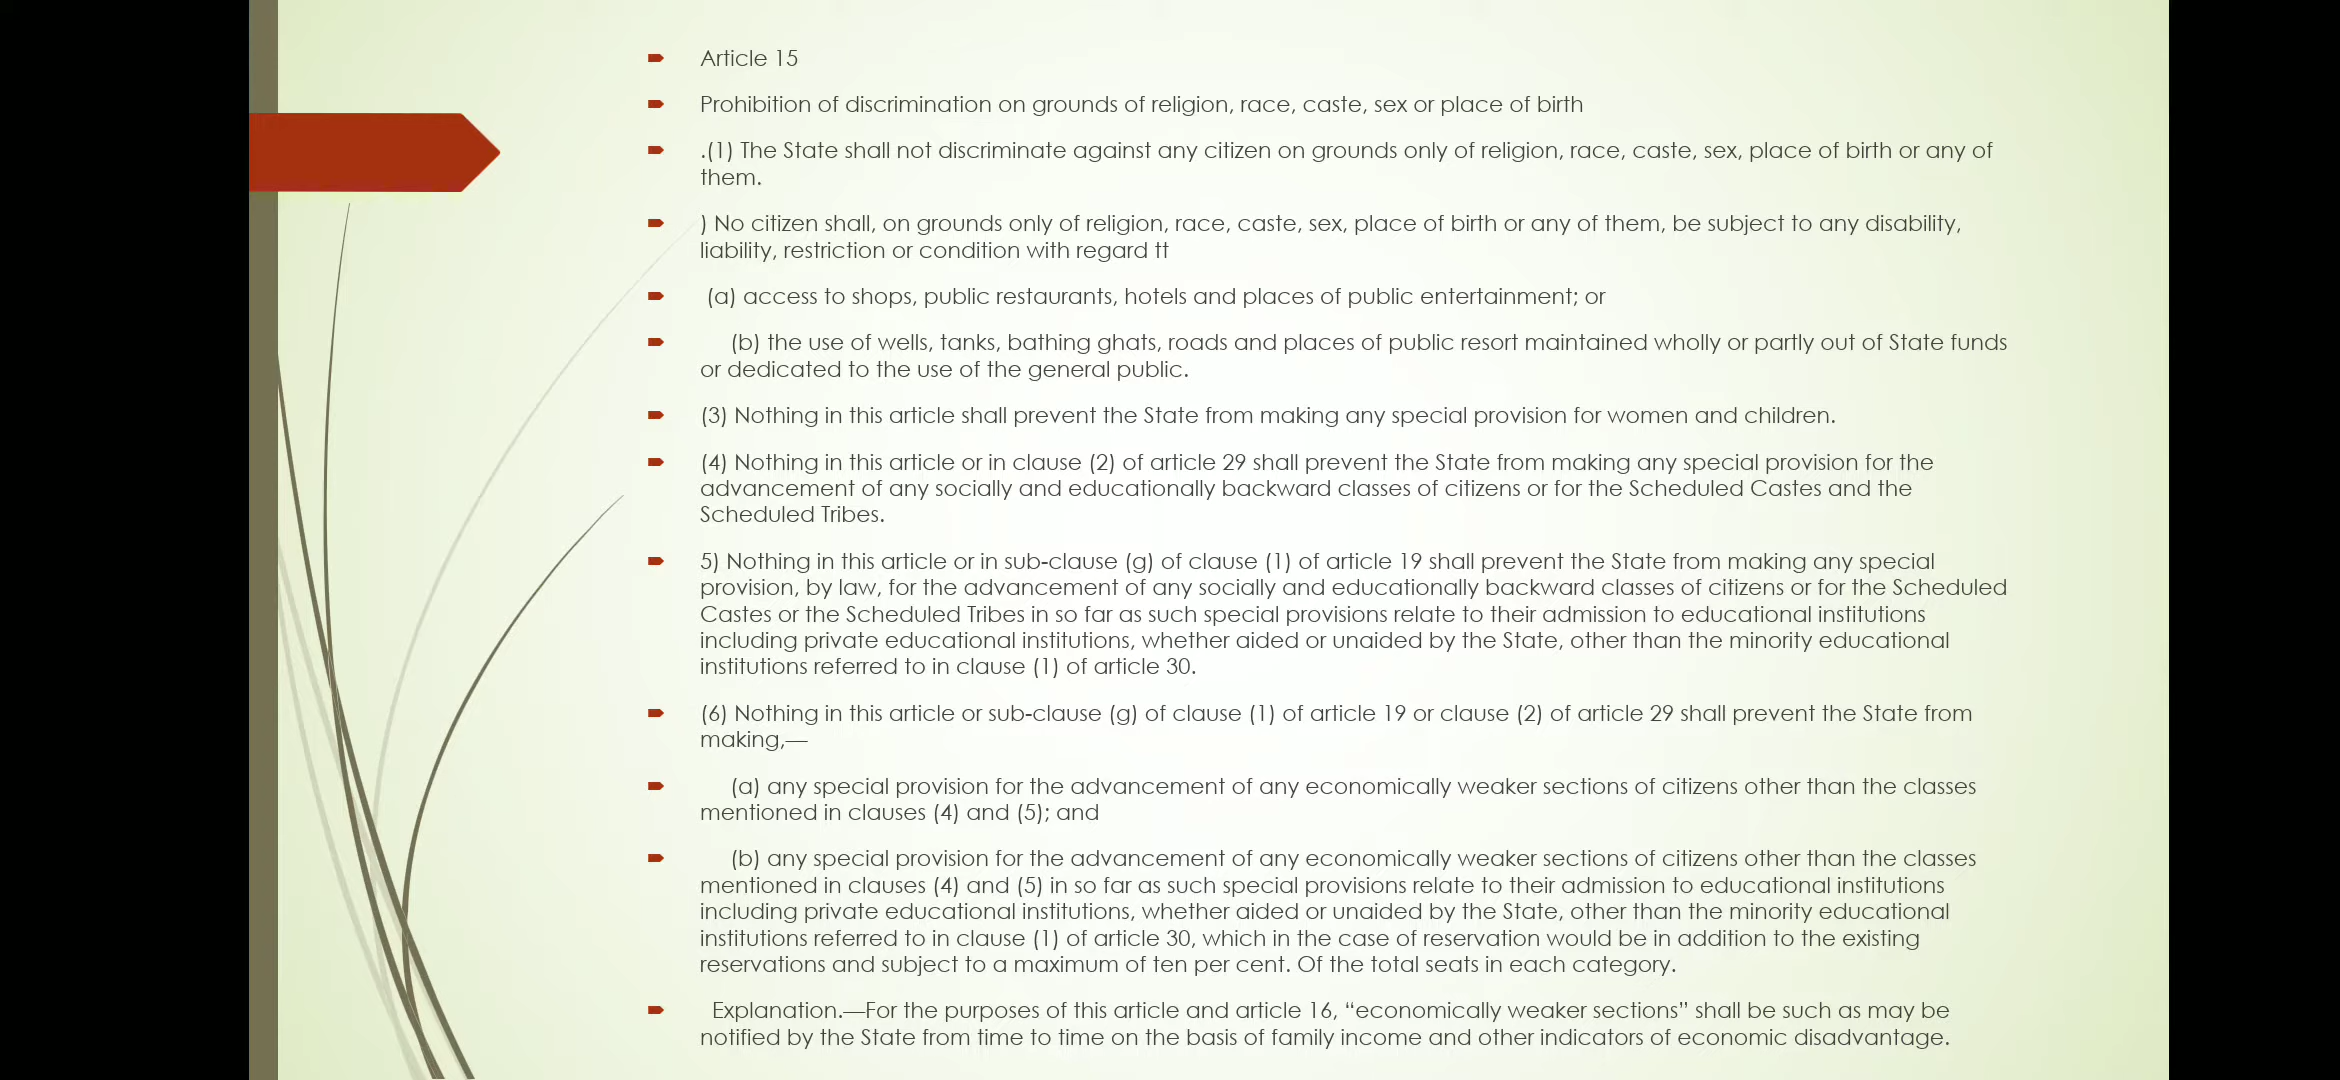 Article 15
Prohibition of discrimination on grounds of religion, race, caste, sex or place of birth
.(1) The State shall not discriminate against any citizen on grounds only of religion, race, caste, sex, place of birth or any of
them.
) No citizen shall, on grounds only of religion, race, caste, sex, place of birth or any of them, be subject to any disability,
liability, restriction or condition with regard tt
(a) access to shops, public restaurants, hotels and places of public entertainment; or
(b) the use of wells, tanks, bathing ghats, roads and places of public resort maintained wholly or partly out of State funds
or dedicated to the use of the general public.
(3) Nothing in this article shall prevent the State from making any special provision for women and children.
(4) Nothing in this article or in clause (2) of article 29 shall prevent the State from making any special provision for the
advancement of any socially and educationally backward classes of citizens or for the Scheduled Castes and the
Scheduled Tribes.
5) Nothing in this article or in sub-clause (g) of clause (1) of article 19 shall prevent the State from making any special
provision, by law, for the advancement of any socially and educationally backward classes of citizens or for the Scheduled
Castes or the Scheduled Tribes in so far as such special provisions relate to their admission to educational institutions
including private educational institutions, whether aided or unaided by the State, other than the minority educational
institutions referred to in clause (1) of article 30.
(6) Nothing in this article or sub-clause (g) of clause (1) of article 19 or clause (2) of article 29 shall prevent the State from
making,—
(a) any special provision for the advancement of any economically weaker sections of citizens other than the classes
mentioned in clauses (4) and (5); and
(b) any special provision for the advancement of any economically weaker sections of citizens other than the classes
mentioned in clauses (4) and (5) in so far as such special provisions relate to their admission to educational institutions
including private educational institutions, whether aided or unaided by the State, other than the minority educational
institutions referred to in clause (1) of article 30, which in the case of reservation would be in addition to the existing
reservations and subject to a maximum of ten per cent. Of the total seats in each category.
Explanation.—For the purposes of this article and article 16, “economically weaker sections” shall be such as may be
notified by the State from time to time on the basis of family income and other indicators of economic disadvantage.